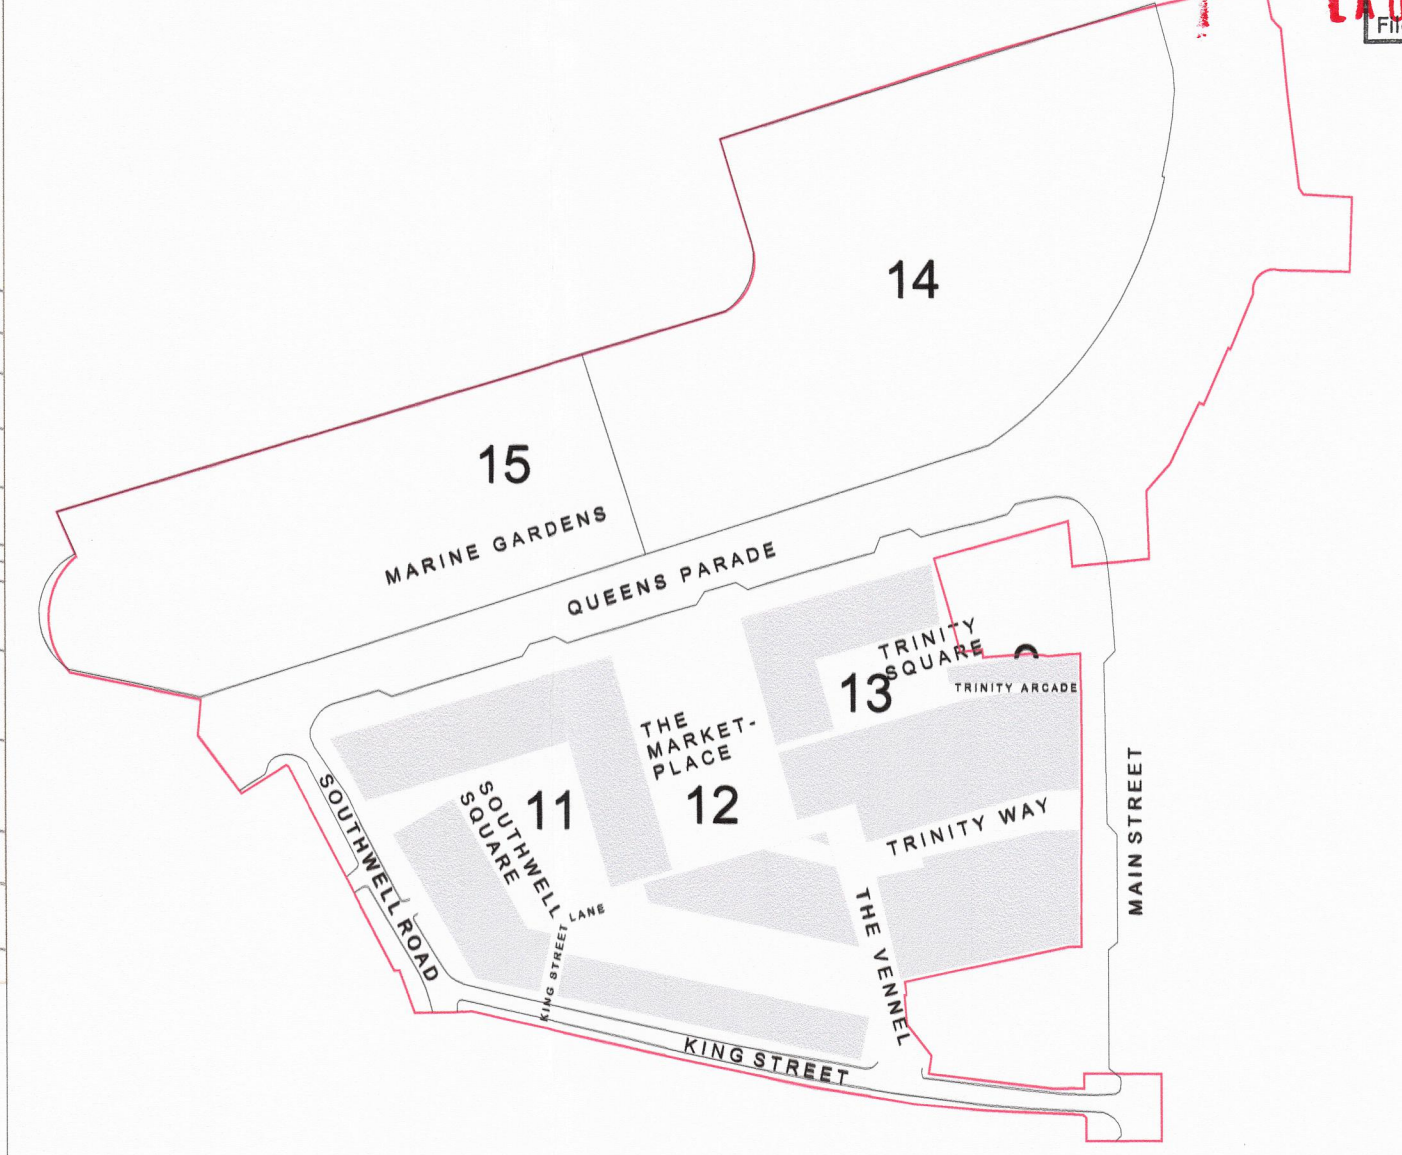 Fil
14
15
MARINE GARDENS
QUEENS PARADE
TRINITY
SQUARE
13
TRINITY ARCADE
THE
MARKET-
PLACE
12
11
SOUTHWELL
SQUARE
TRINITY WAY
MAIN STREET
SOUTHWELL ROAD
KING STREET LANE
THE VENNEL
KING STREET